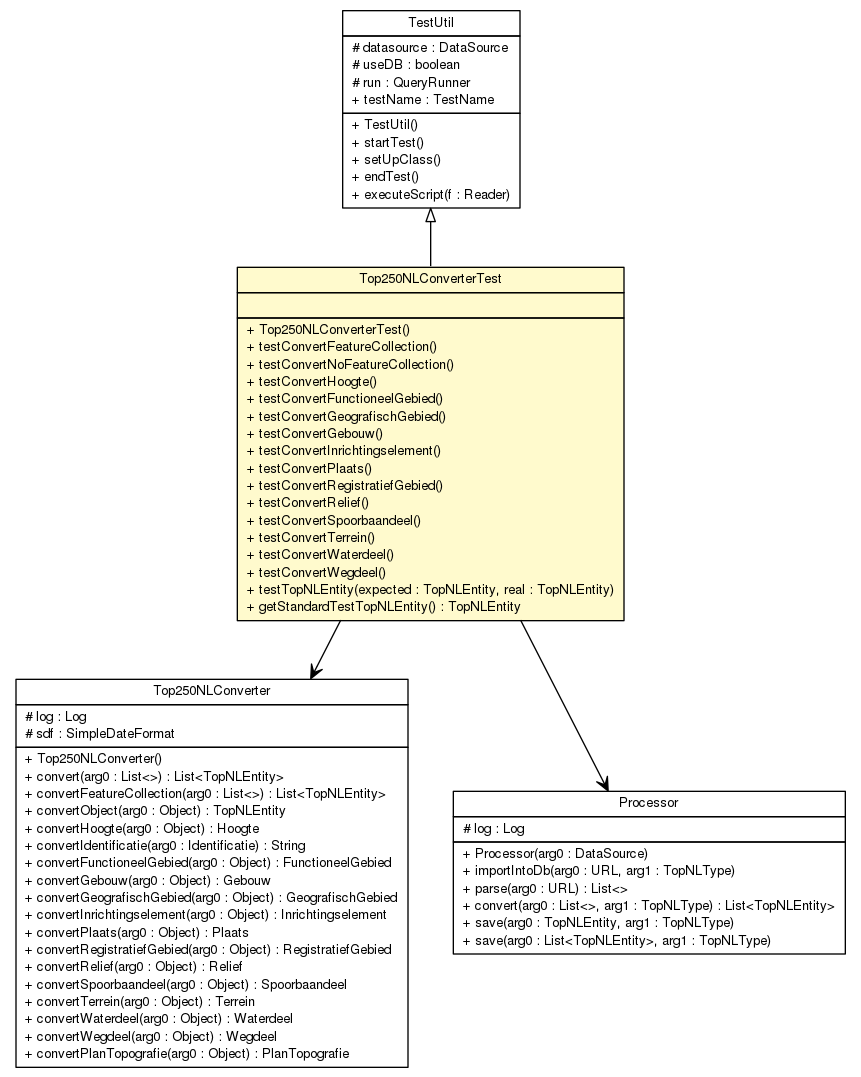 TestUtil
# datasource : DataSource
# useDB : boolean
# run : QueryRunner
+ testName : TestName
+ TestUtil()
+ startTest()
+ setUpClass()
+ endTest()
+ executeScript(f : Reader)
Top250NLConverterTest
+ Top250NLConverterTest()
+ testConvertFeatureCollection()
+ testConvertNoFeatureCollection()
+ testConvertHoogte()
+ testConvertFunctioneelGebied()
+ testConvertGeografischGebied()
+ testConvertGebouw()
+ testConvertInrichtingselement()
+ testConvertPlaats()
+ testConvertRegistratiefGebied()
+ testConvertRelief()
+ testConvertSpoorbaandeel()
+ testConvertTerrein()
+ testConvertWaterdeel()
+ testConvertWegdeel()
+ testTopNLEntity(expected : TopNLEntity, real : TopNLEntity)
+ getStandardTestTopNLEntity() : TopNLEntity
Top250NLConverter
# log : Log
# sdf : SimpleDateFormat
+ Top250NLConverter()
+ convert(arg0 : List<>) : List<TopNLEntity>
+ convertFeatureCollection(arg0 : List<>) : List<TopNLEntity>
+ convertObject(arg0 : Object) : TopNLEntity
+ convertHoogte(arg0 : Object) : Hoogte
+ convertIdentificatie(arg0 : Identificatie) : String
+ convertFunctioneelGebied(arg0 : Object) : FunctioneelGebied
+ convertGebouw(arg0 : Object) : Gebouw
+ convertGeografischGebied(arg0 : Object) : GeografischGebied
+ convertInrichtingselement(arg0 : Object) : Inrichtingselement
+ convertPlaats(arg0 : Object) : Plaats
+ convertRegistratiefGebied(arg0 : Object) : RegistratiefGebied
+ convertRelief(arg0 : Object) : Relief
+ convertSpoorbaandeel(arg0 : Object) : Spoorbaandeel
+ convertTerrein(arg0 : Object) : Terrein
+ convertWaterdeel(arg0 : Object) : Waterdeel
+ convertWegdeel(arg0 : Object) : Wegdeel
+ convertPlanTopografie(arg0 : Object) : PlanTopografie
Processor
# log : Log
+ Processor(arg0 : DataSource)
+ importIntoDb(arg0 : URL, arg1 : TopNLType)
+ parse(arg0 : URL) : List<>
+ convert(arg0 : List<>, arg1 : TopNLType) : List<TopNLEntity>
+ save(arg0 : TopNLEntity, arg1 : TopNLType)
+ save(arg0 : List<TopNLEntity>, arg1 : TopNLType)